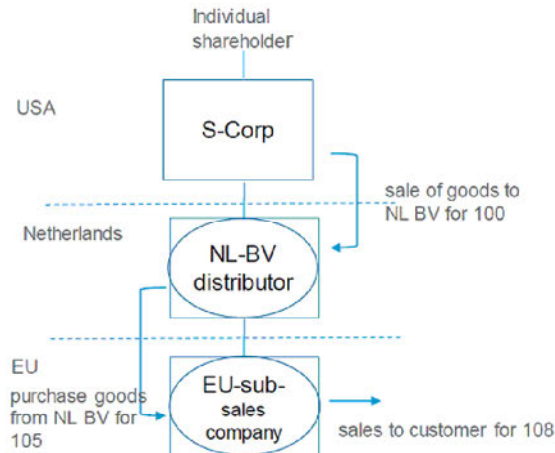 Individual
shareholder
USA
S-Corp
sale of goods to
NL BV for 100
Netherlands
NL-BV
distributor
EU
purchase goods
from NL BV for
105
EU-sub-
sales
company
sales to customer for 108